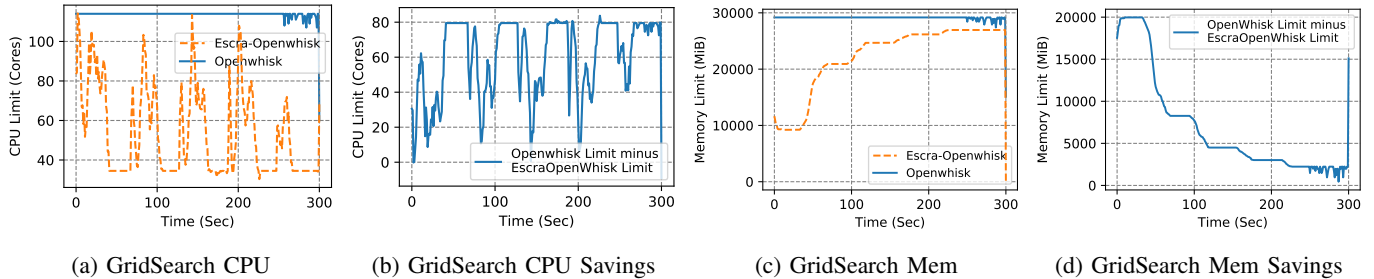 CPU Limit (Cores)
120
100
80
60
40
Escra-Openwhisk
Openwhisk
0
100
200
300
Time (Sec)
(a) GridSearch CPU
CPU Limit (Cores)
80
60
40
20
0
Openwhisk Limit minus
EscraOpenWhisk Limit
0
100
200
300
Time (Sec)
(b) GridSearch CPU Savings
Memory Limit (MiB)
30000
20000
10000
0
Escra-Openwhisk
Openwhisk
0
100
200
300
Time (Sec)
(c) GridSearch Mem
Memory Limit (MiB)
20000
15000
10000
5000
0
OpenWhisk Limit minus
EscraOpenWhisk Limit
0
100
200
300
Time (Sec)
(d) GridSearch Mem Savings